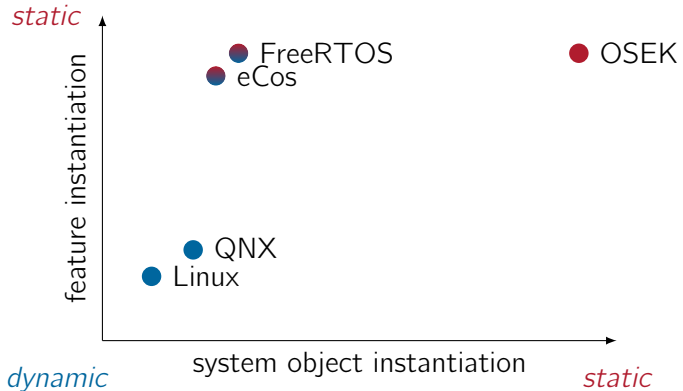 static
FreeRTOS
OSEK
eCos
feature instantiation
QNX
Linux
system object instantiation
dynamic
static